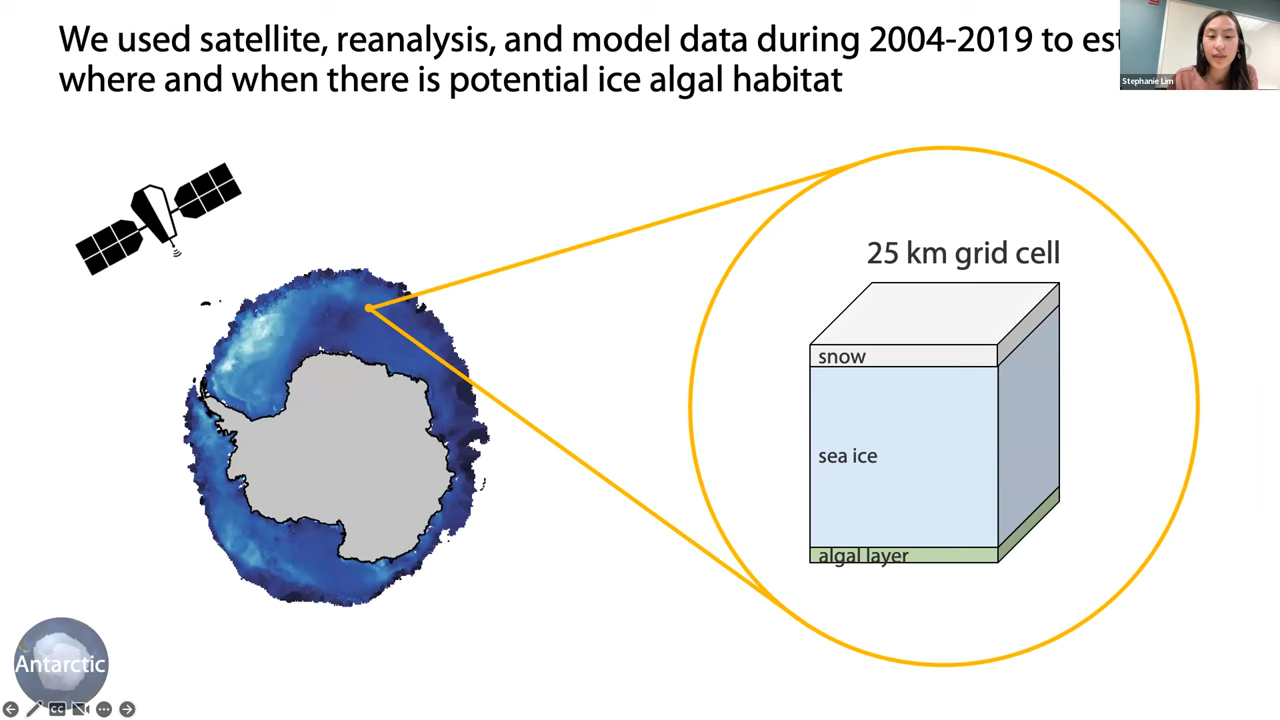 We used satellite, reanalysis, and model data during 2004-2019 to
where and when there is potential ice algal habitat
Stephanie Lim
25 km grid cell
snow
sea ice
algal layer
Antarctic
CC